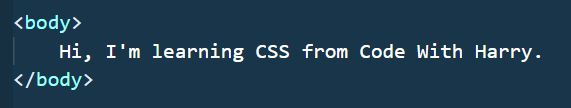 <body>
Hi, I'm learning CSS from Code With Harry.
</body>